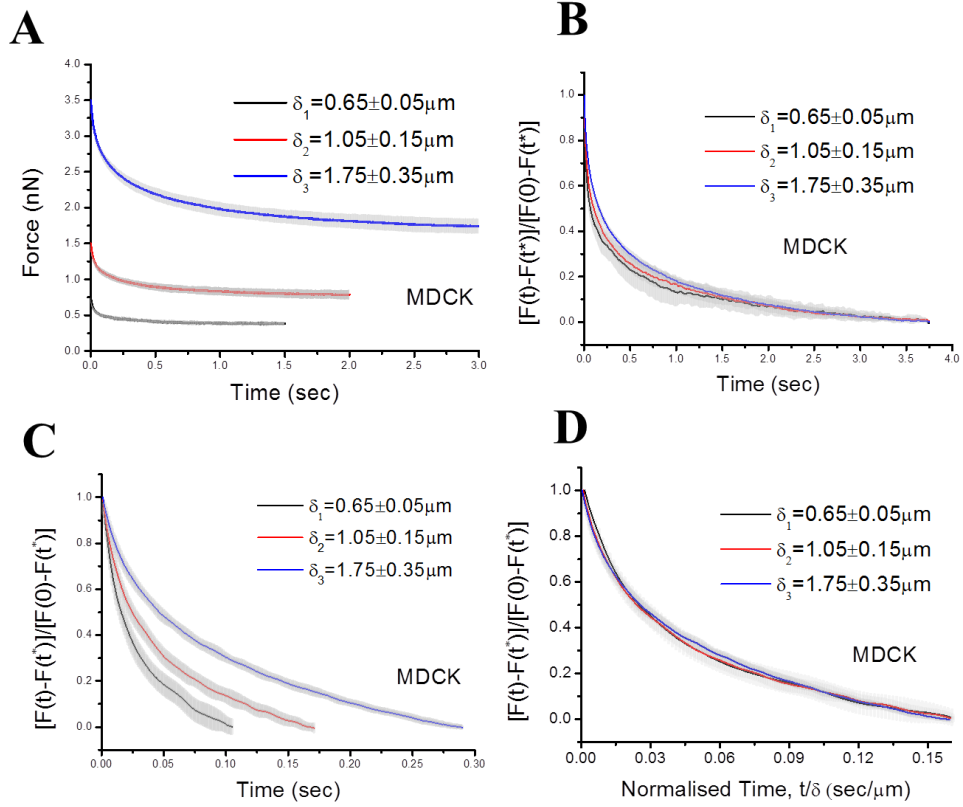 A
4.0
3.5
3.0
2.5
2.0
1.5
1.0
0.5
0.0
Force (nN)
δ1=0.65±0.05μm
δ2=1.05±0.15μm
δ3=1.75±0.35μm
MDCK
0.0 0.5 1.0 1.5 2.0 2.5 3.0
Time (sec)
B
1.0
0.8
0.6
0.4
0.2
0.0
[F(t)-F(t*)]/[F(0)-F(t*)]
δ1=0.65±0.05μm
δ2=1.05±0.15μm
δ3=1.75±0.35μm
MDCK
0.0 0.5 1.0 1.5 2.0 2.5 3.0 3.5 4.0
Time (sec)
C
1.0
0.8
0.6
0.4
0.2
0.0
[F(t)-F(t*)]/[F(0)-F(t*)]
δ1=0.65±0.05μm
δ2=1.05±0.15μm
δ3=1.75±0.35μm
MDCK
0.00 0.05 0.10 0.15 0.20 0.25 0.30
Time (sec)
D
1.0
0.8
0.6
0.4
0.2
0.0
[F(t)-F(t*)]/[F(0)-F(t*)
δ1=0.65±0.05μm
δ2=1.05±0.15μm
δ3=1.75±0.35μm
MDCK
0.00 0.03 0.06 0.09 0.12 0.15
Normalised Time, t/δ (sec/μm)